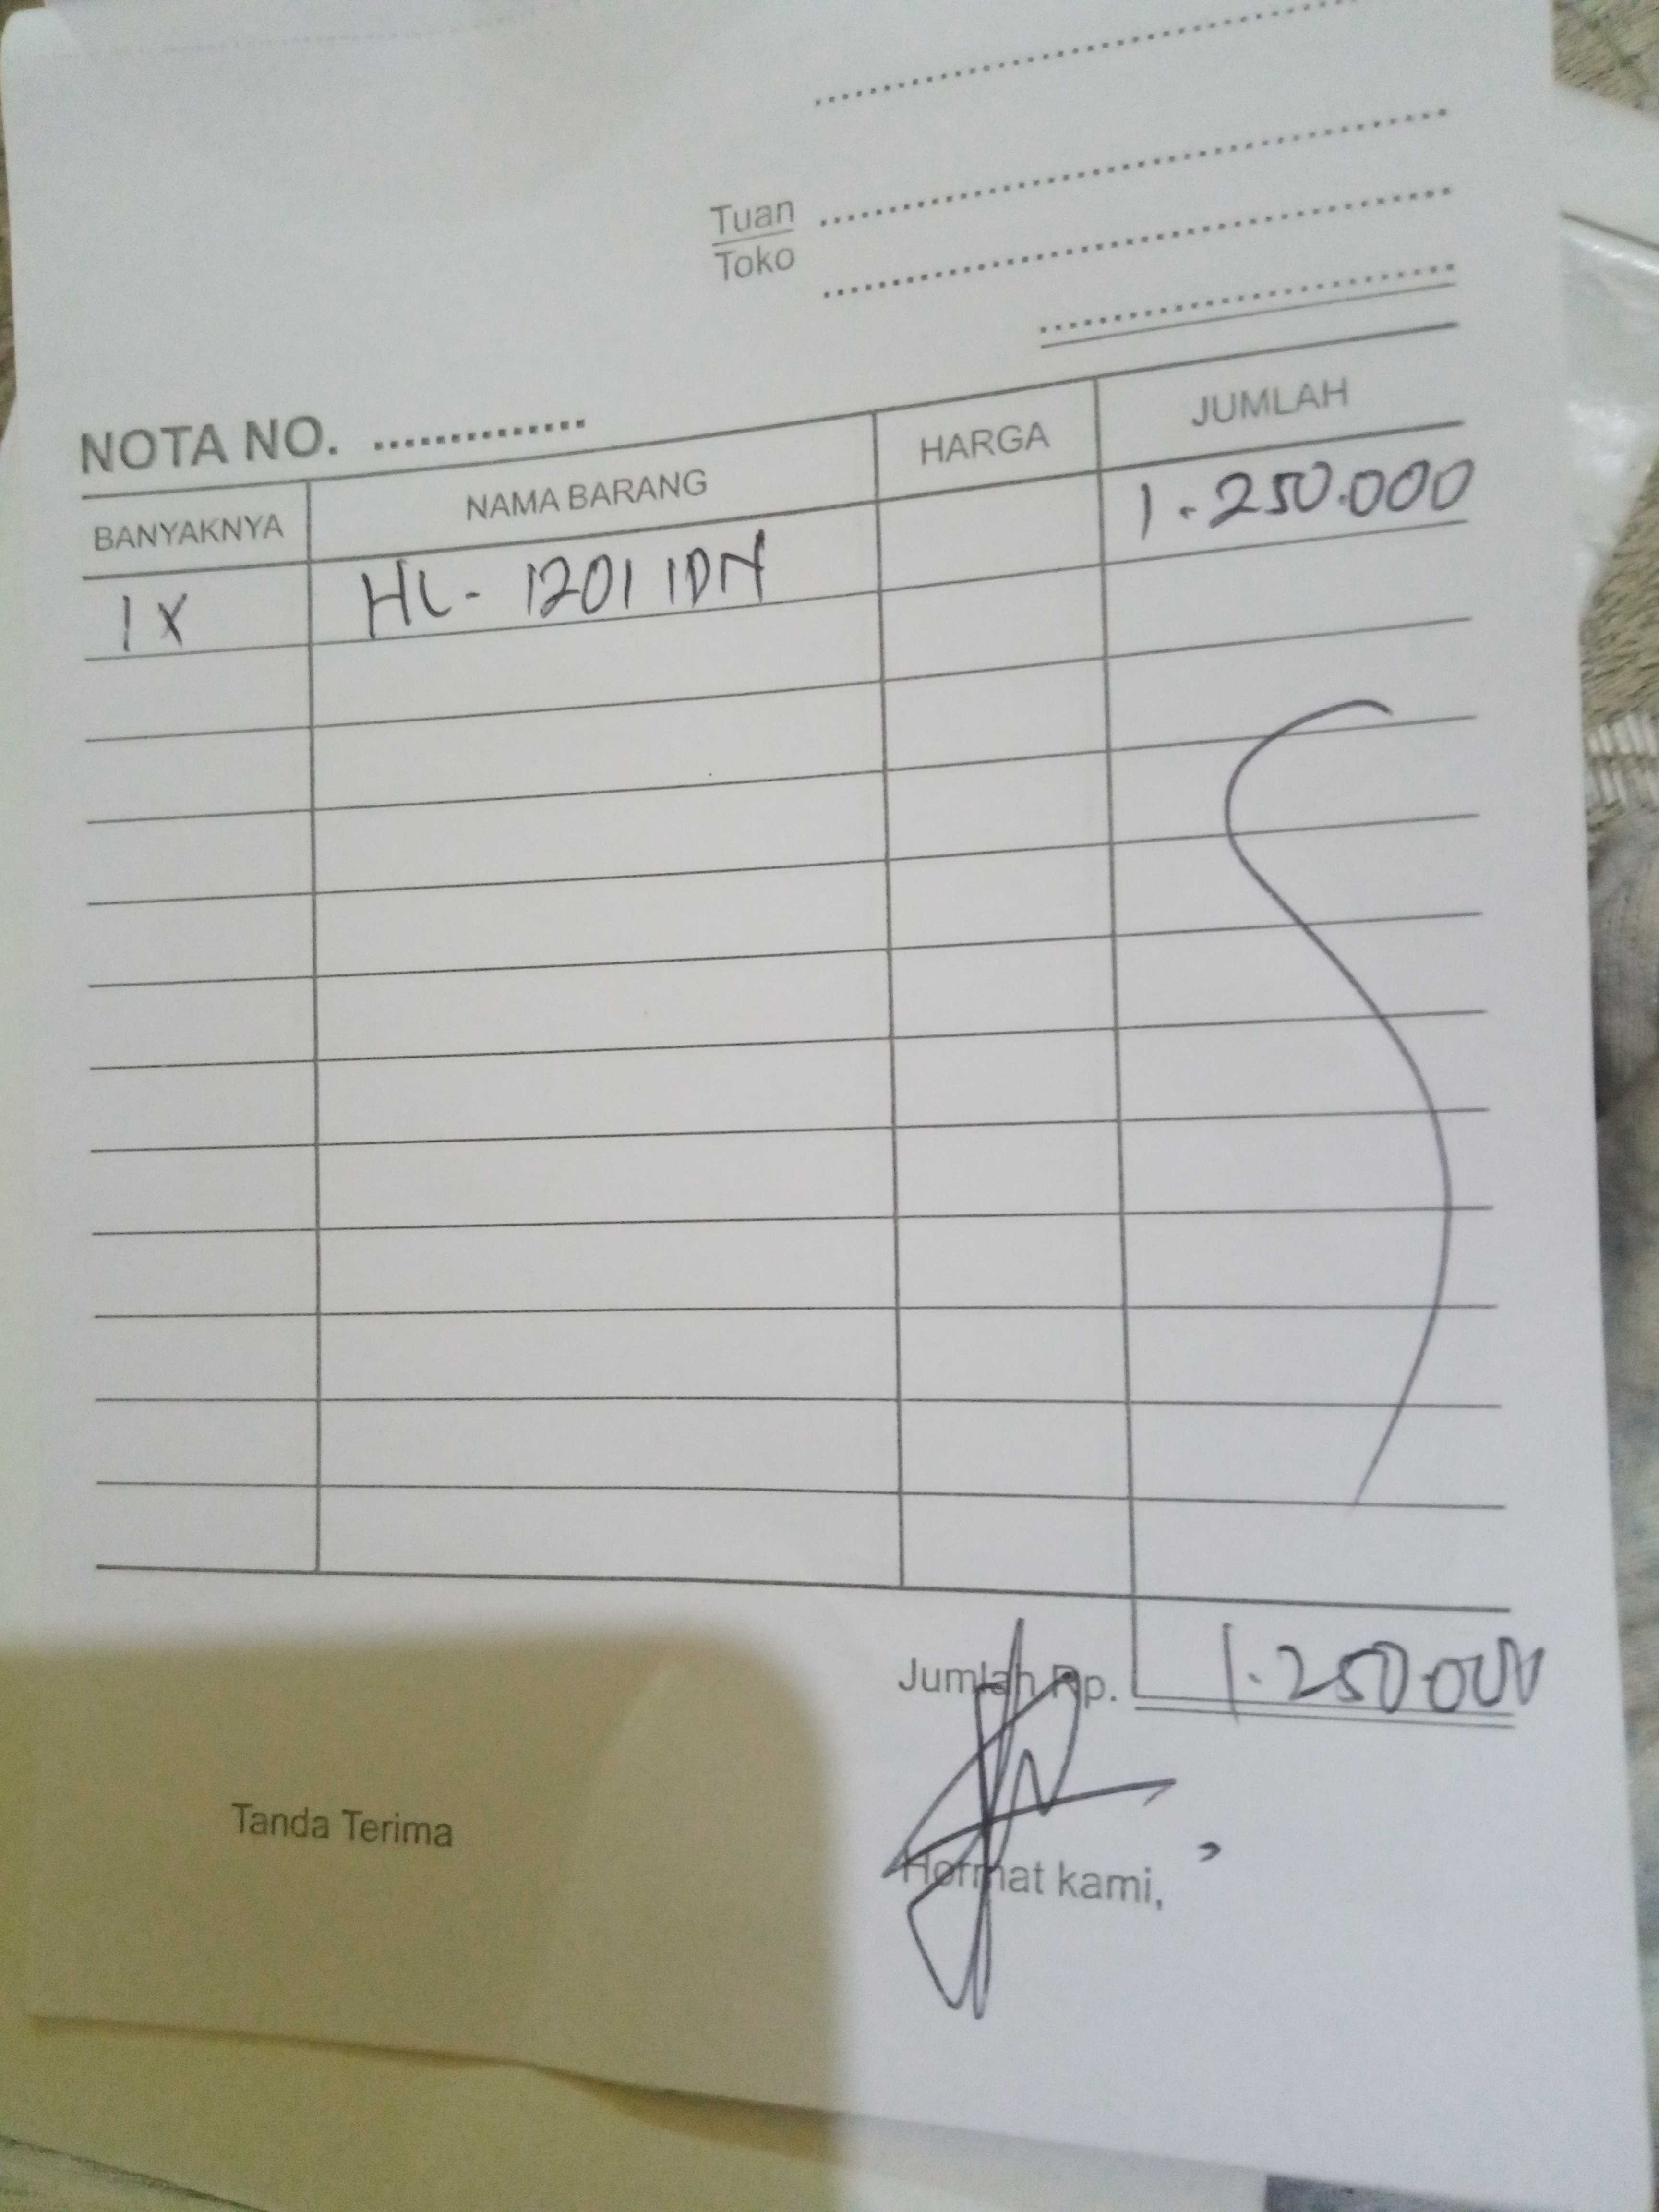 Tuan
Toko
NOTA NO. ...............
BANYAKNYA NAMA BARANG HARGA JUMLAH
1 X HL- 1201 IDN 1.250.000
Jumlah Rp. 1.250.000
Tanda Terima Hormat kami,